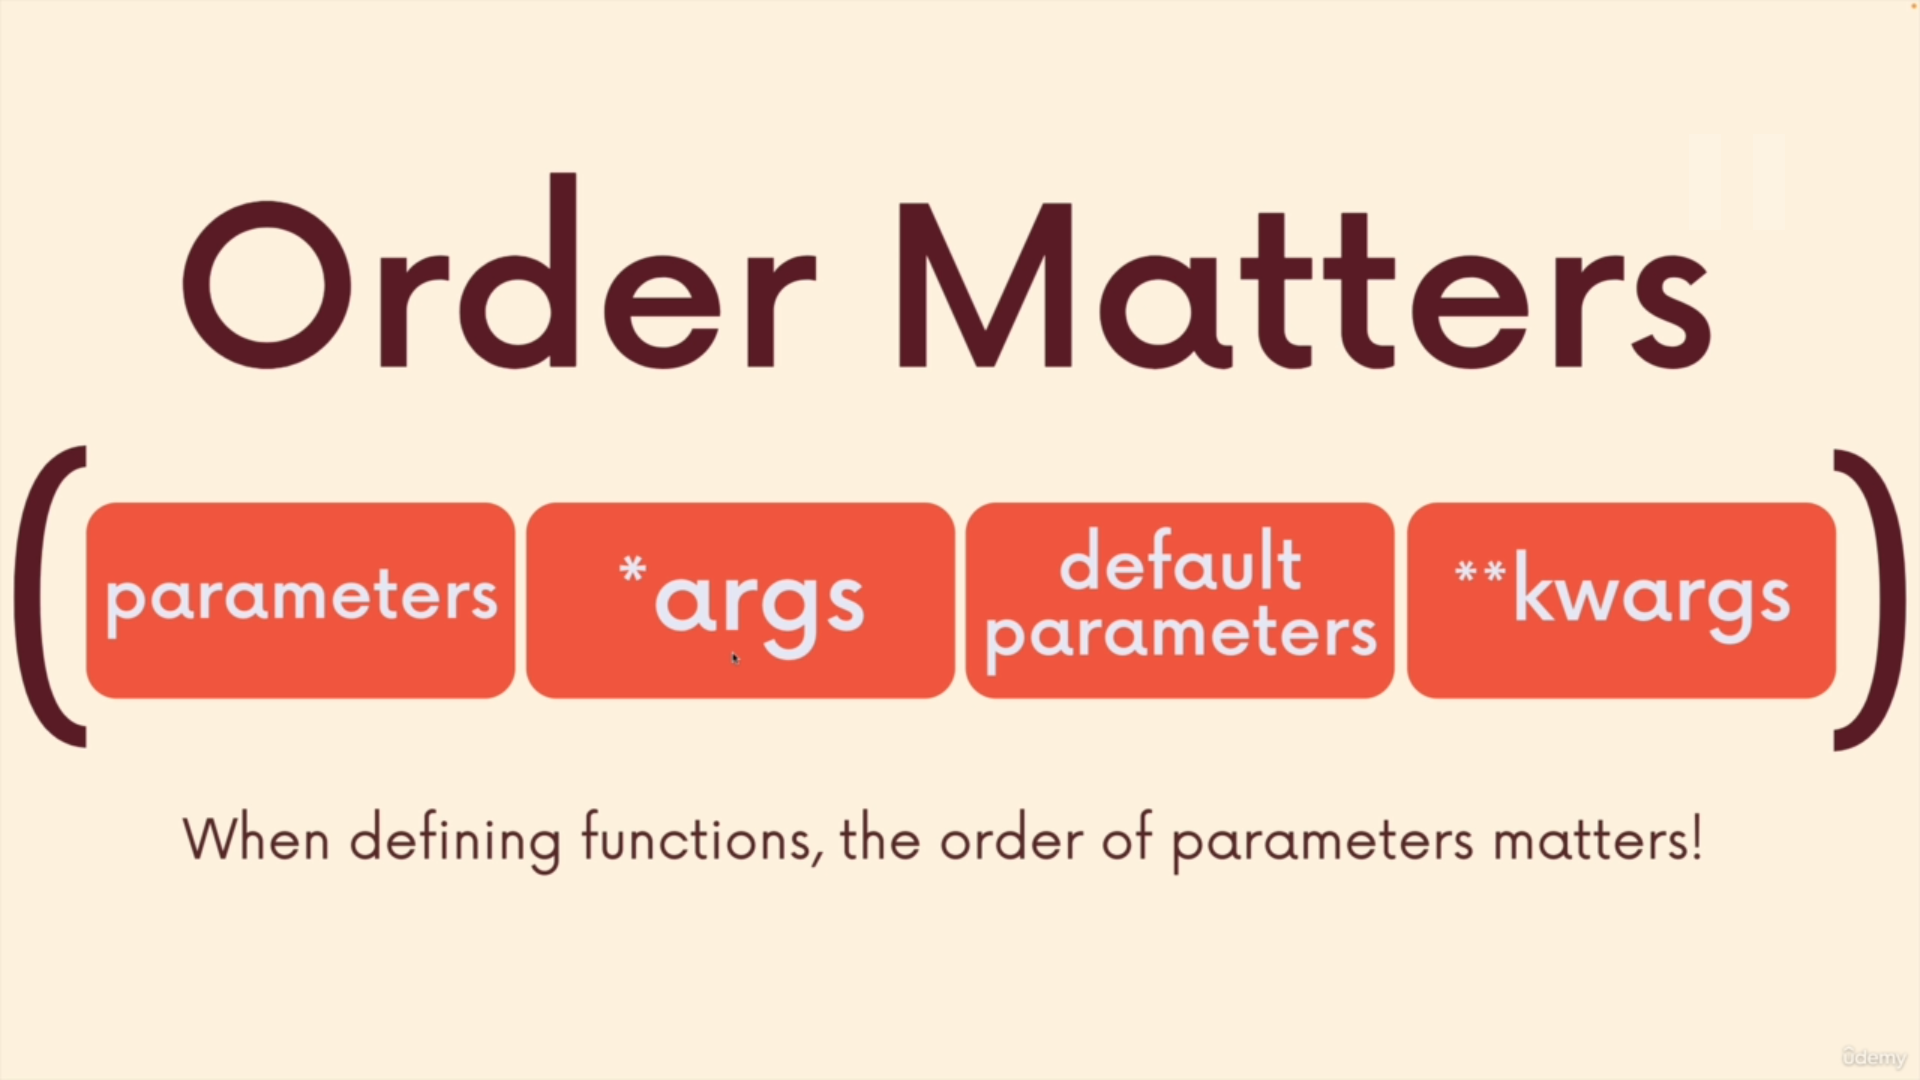 Order Matters
(parameters *args default parameters **kwargs)
When defining functions, the order of parameters matters!
ûdemy